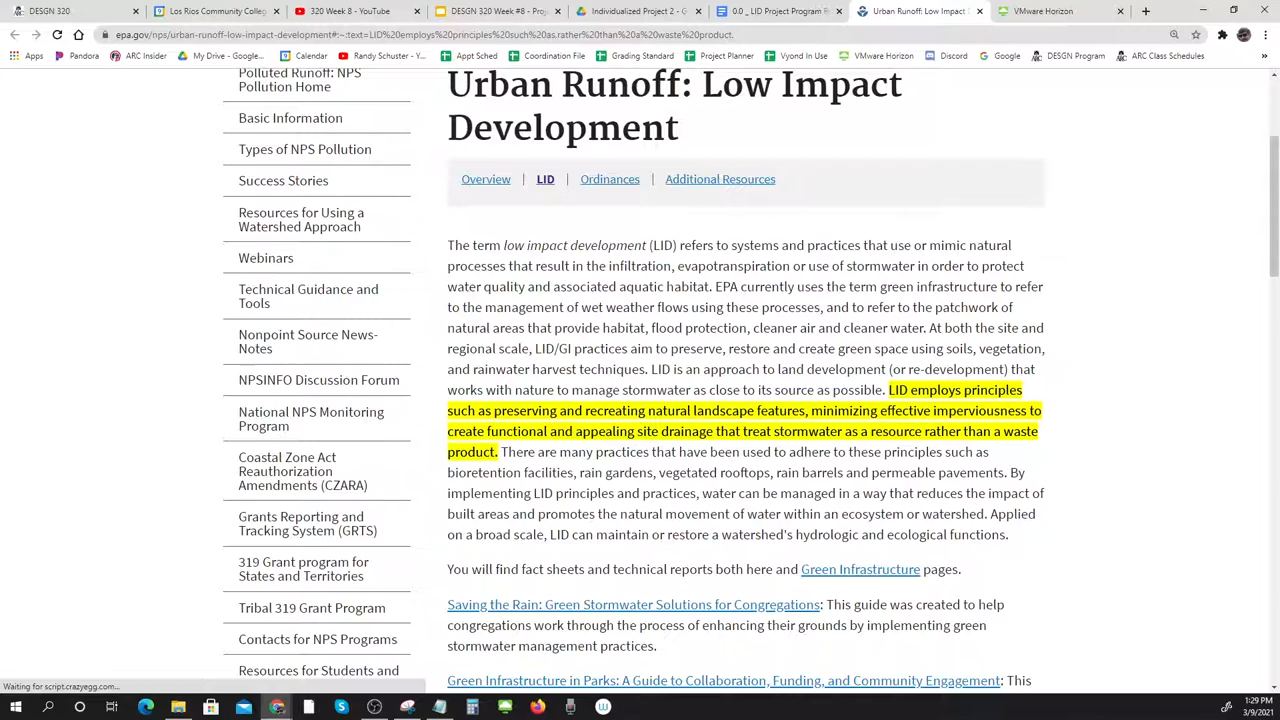 DESGN 320
Los Rios Community Colleg
320 Week 8 - YouTube
DESGN 320 Week #8 - Proj
Individualized Project 2 - G
0.0 _ LID Project Program R
Urban Runoff: Low Impact D
VMware Horizon
epa.gov/nps/urban-runoff-low-impact-development#:~:text=LID%20employs%20principles%20such%20as,rather%20than%20a%20waste%20product.
Apps
Pandora
ARC Insider
My Drive - Google...
Calendar
Randy Schuster - Y...
Appt Sched
Coordination File
Grading Standard
Project Planner
Vyond In Use
VMware Horizon
Discord
Google
DESGN Program
ARC Class Schedules
Polluted Runoff: NPS
Pollution Home
Basic Information
Types of NPS Pollution
Success Stories
Resources for Using a
Watershed Approach
Webinars
Technical Guidance and
Tools
Nonpoint Source News-
Notes
NPSINFO Discussion Forum
National NPS Monitoring
Program
Coastal Zone Act
Reauthorization
Amendments (CZARA)
Grants Reporting and
Tracking System (GRTS)
319 Grant program for
States and Territories
Tribal 319 Grant Program
Contacts for NPS Programs
Resources for Students and
Urban Runoff: Low Impact
Development
Overview | LID | Ordinances | Additional Resources
The term low impact development (LID) refers to systems and practices that use or mimic natural
processes that result in the infiltration, evapotranspiration or use of stormwater in order to protect
water quality and associated aquatic habitat. EPA currently uses the term green infrastructure to refer
to the management of wet weather flows using these processes, and to refer to the patchwork of
natural areas that provide habitat, flood protection, cleaner air and cleaner water. At both the site and
regional scale, LID/GI practices aim to preserve, restore and create green space using soils, vegetation,
and rainwater harvest techniques. LID is an approach to land development (or re-development) that
works with nature to manage stormwater as close to its source as possible. LID employs principles
such as preserving and recreating natural landscape features, minimizing effective imperviousness to
create functional and appealing site drainage that treat stormwater as a resource rather than a waste
product. There are many practices that have been used to adhere to these principles such as
bioretention facilities, rain gardens, vegetated rooftops, rain barrels and permeable pavements. By
implementing LID principles and practices, water can be managed in a way that reduces the impact of
built areas and promotes the natural movement of water within an ecosystem or watershed. Applied
on a broad scale, LID can maintain or restore a watershed's hydrologic and ecological functions.
You will find fact sheets and technical reports both here and Green Infrastructure pages.
Saving the Rain: Green Stormwater Solutions for Congregations: This guide was created to help
congregations work through the process of enhancing their grounds by implementing green
stormwater management practices.
Green Infrastructure in Parks: A Guide to Collaboration, Funding, and Community Engagement: This
Waiting for script.crazyegg.com...
1:29 PM
3/9/2021